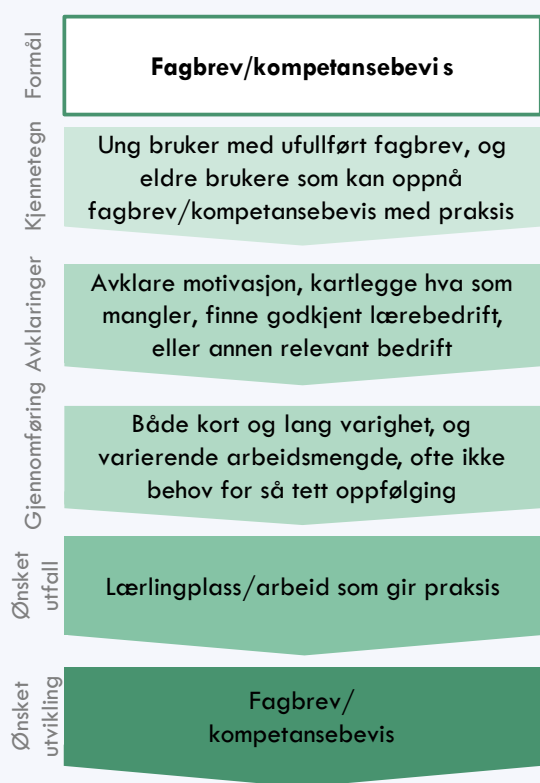 Formål
Fagbrev/kompetansebevis
Kjennetegn
Ung bruker med ufullført fagbrev, og
eldre brukere som kan oppnå
fagbrev/kompetansebevis med praksis
Avklaringer
Avklare motivasjon, kartlegge hva som
mangler, finne godkjent lærebedrift,
eller annen relevant bedrift
Gjennomføring
Både kort og lang varighet, og
varierende arbeidsmengde, ofte ikke
behov for så tett oppfølging
Ønsket
utfall
Lærlingplass/arbeid som gir praksis
Ønsket
utvikling
Fagbrev/
kompetansebevis